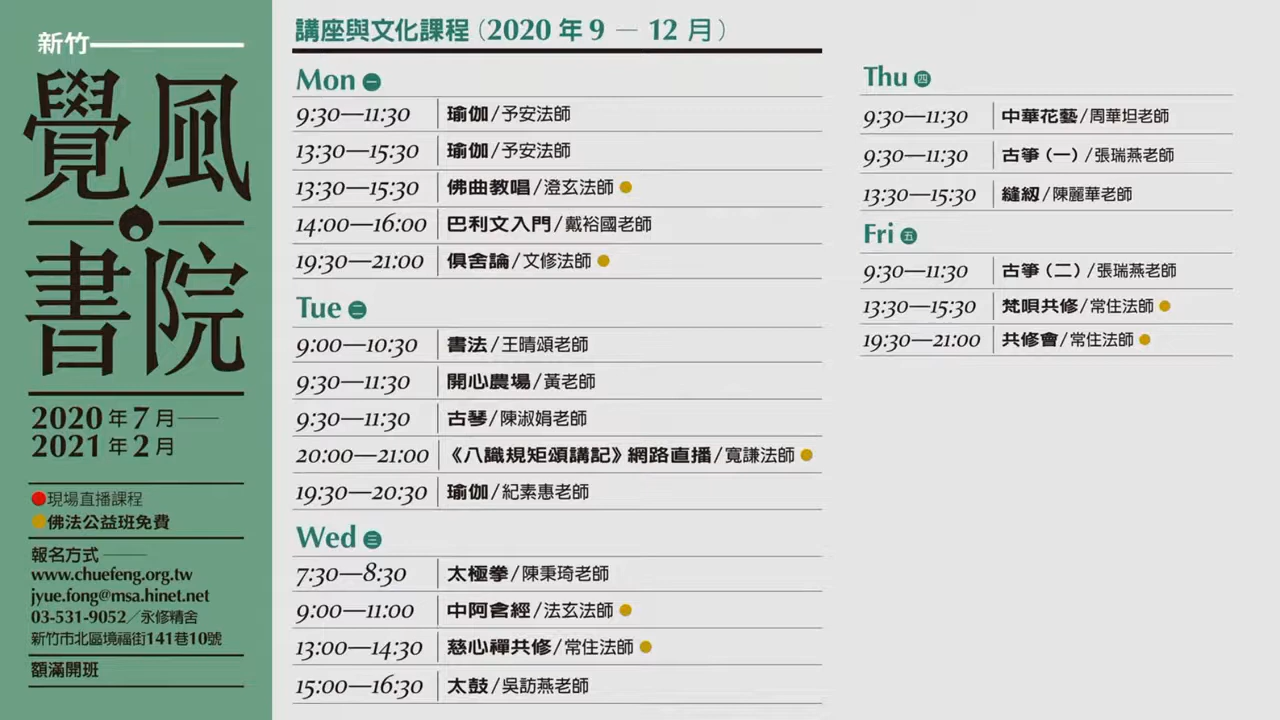 新竹
覺風
書院
2020 年 7 月——
2021 年 2 月
現場直播課程
佛法公益班免費
報名方式 ———
www.chuefeng.org.tw
jyue.fong@msa.hinet.net
03-531-9052／永修精舍
新竹市北區境福街141巷10號
額滿開班
講座與文化課程（2020 年 9 — 12 月）
Mon 一
9:30—11:30 瑜伽/予安法師
13:30—15:30 瑜伽/予安法師
13:30—15:30 佛曲教唱/澄玄法師
14:00—16:00 巴利文入門/戴裕國老師
19:30—21:00 俱舍論/文修法師
Tue 二
9:00—10:30 書法/王晴頌老師
9:30—11:30 開心農場/黃老師
9:30—11:30 古琴/陳淑娟老師
20:00—21:00 《八識規矩頌講記》網路直播/寬謙法師
19:30—20:30 瑜伽/紀素惠老師
Wed 三
7:30—8:30 太極拳/陳秉琦老師
9:00—11:00 中阿含經/法玄法師
13:00—14:30 慈心禪共修/常住法師
15:00—16:30 太鼓/吳訪燕老師
Thu 四
9:30—11:30 中華花藝/周華坦老師
9:30—11:30 古箏（一）/張瑞燕老師
13:30—15:30 縫紉/陳麗華老師
Fri 五
9:30—11:30 古箏（二）/張瑞燕老師
13:30—15:30 梵唄共修/常住法師
19:30—21:00 共修會/常住法師